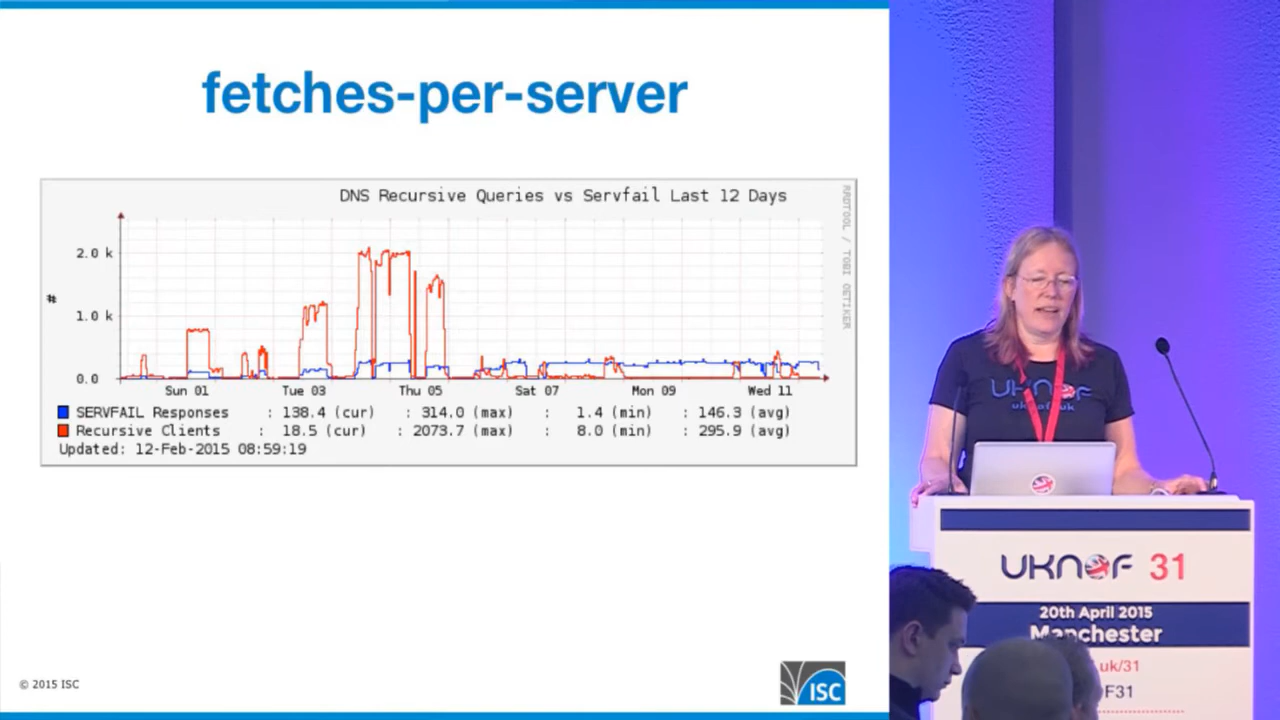 fetches-per-server
DNS Recursive Queries vs Servfail Last 12 Days
RRDTOOL / TOBI OETIKER
2.0 k
#
1.0 k
0.0
Sun 01 Tue 03 Thu 05 Sat 07 Mon 09 Wed 11
SERVFAIL Responses : 138.4 (cur) : 314.0 (max) : 1.4 (min) : 146.3 (avg)
Recursive Clients : 18.5 (cur) : 2073.7 (max) : 8.0 (min) : 295.9 (avg)
Updated: 12-Feb-2015 08:59:19
© 2015 ISC
ISC
UKNOF
uknof.uk
UKNOF 31
20th April 2015
Manchester
uk/31
F31